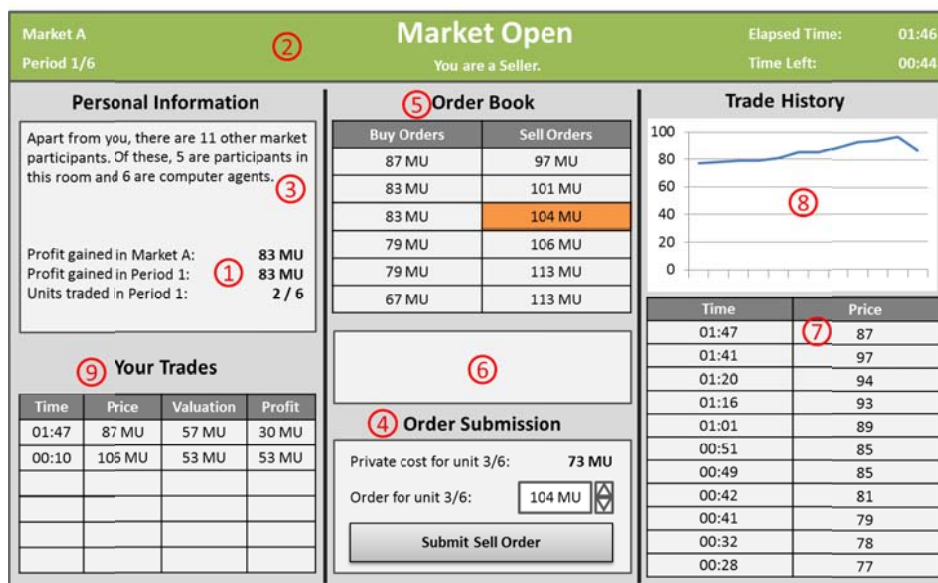 Market A
Market Open
Elapsed Time: 01:46
②
Period 1/6
You are a Seller.
Time Left: 00:44
Personal Information
Apart from you, there are 11 other market
participants. Of these, 5 are participants in
this room and 6 are computer agents.
③
Profit gained in Market A: 83 MU
Profit gained in Period 1: 83 MU
①
Units traded in Period 1: 2 / 6
⑨ Your Trades
Time Price Valuation Profit
01:47 87 MU 57 MU 30 MU
00:10 106 MU 53 MU 53 MU
⑤ Order Book
Buy Orders Sell Orders
87 MU 97 MU
83 MU 101 MU
83 MU 104 MU
79 MU 106 MU
79 MU 113 MU
67 MU 113 MU
⑥
④ Order Submission
Private cost for unit 3/6: 73 MU
Order for unit 3/6: 104 MU
Submit Sell Order
Trade History
100
80
60
40
20
0
⑧
Time Price
01:47 ⑦ 87
01:41 97
01:20 94
01:16 93
01:01 89
00:51 85
00:49 85
00:42 81
00:41 79
00:32 78
00:28 77